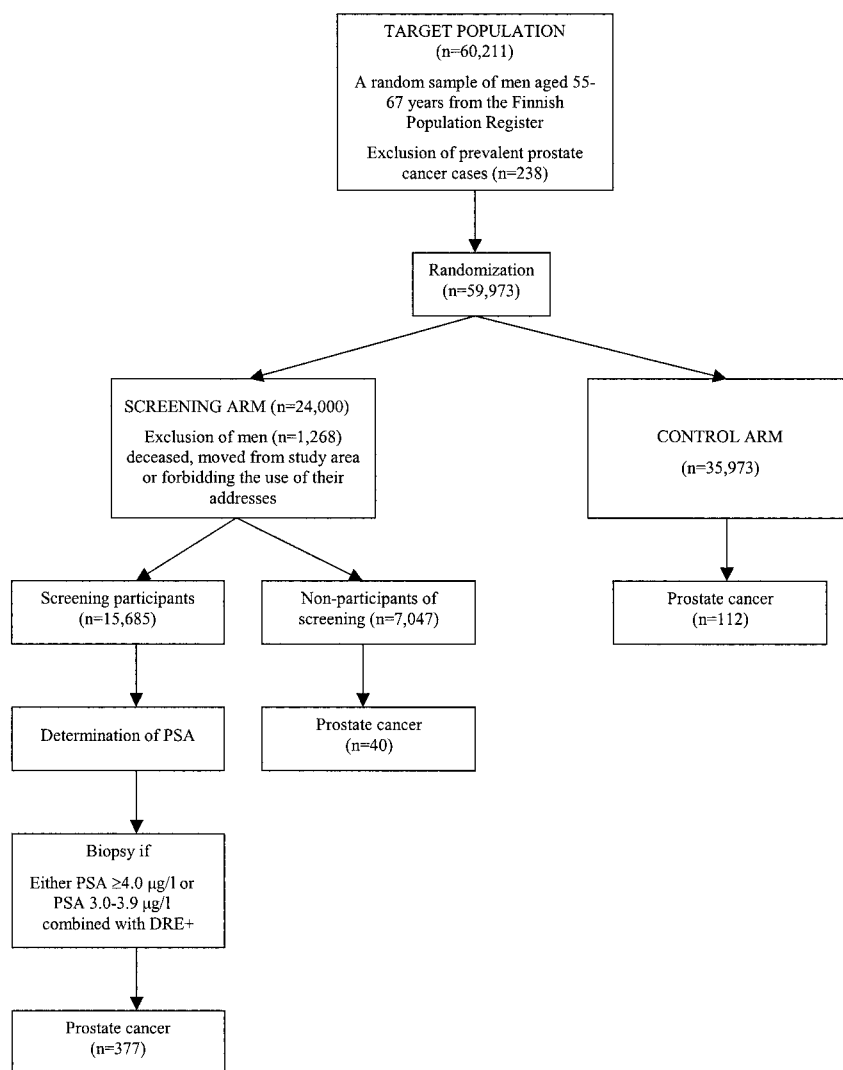 TARGET POPULATION
(n=60,211)
A random sample of men aged 55-
67 years from the Finnish
Population Register
Exclusion of prevalent prostate
cancer cases (n=238)
Randomization
(n=59,973)
SCREENING ARM (n=24,000)
Exclusion of men (n=1,268)
deceased, moved from study area
or forbidding the use of their
addresses
CONTROL ARM
(n=35,973)
Screening participants
(n=15,685)
Non-participants of
screening (n=7,047)
Prostate cancer
(n=112)
Determination of PSA
Prostate cancer
(n=40)
Biopsy if
Either PSA ≥4.0 µg/l or
PSA 3.0-3.9 µg/l
combined with DRE+
Prostate cancer
(n=377)